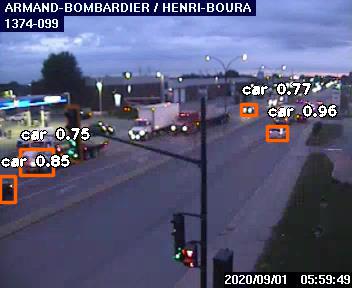 ARMAND-BOMBARDIER / HENRI-BOURA
1374-099
car 0.77
car 0.96
car 0.75
car 0.85
2020/09/01 05:59:49